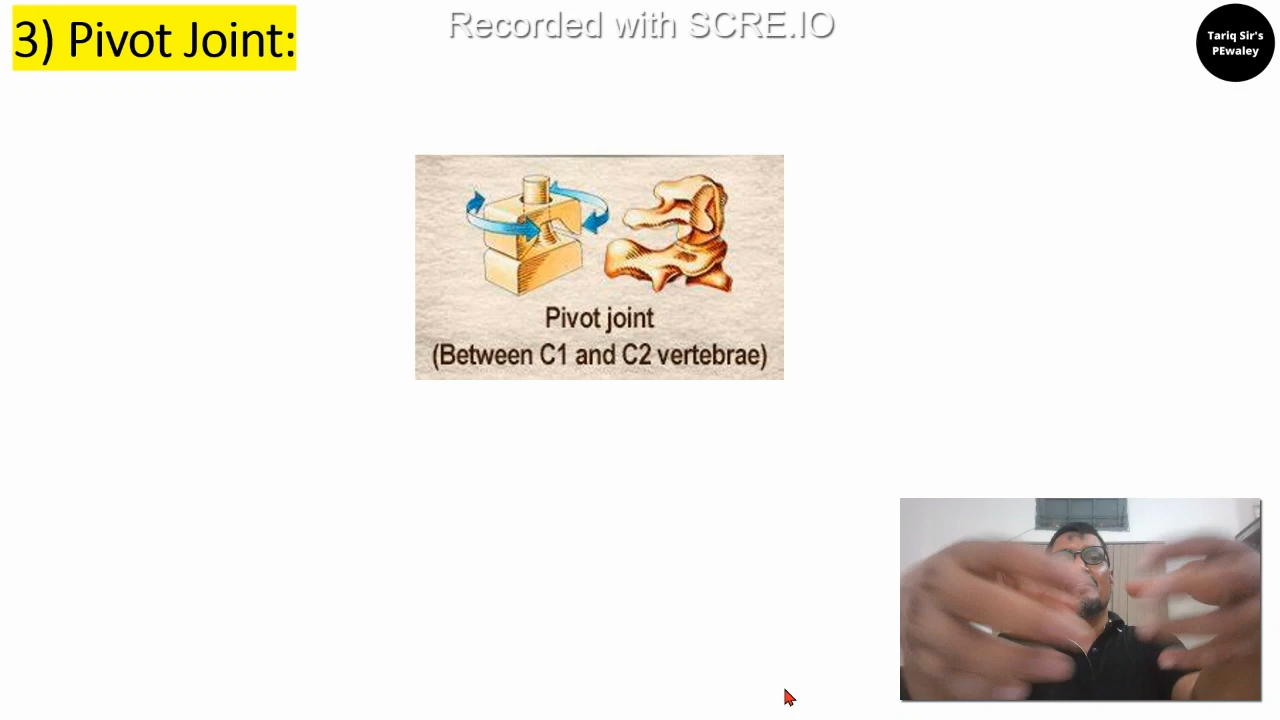 3) Pivot Joint:
Recorded with SCRE.IO
Tariq Sir's
PEwaley
Pivot joint
(Between C1 and C2 vertebrae)